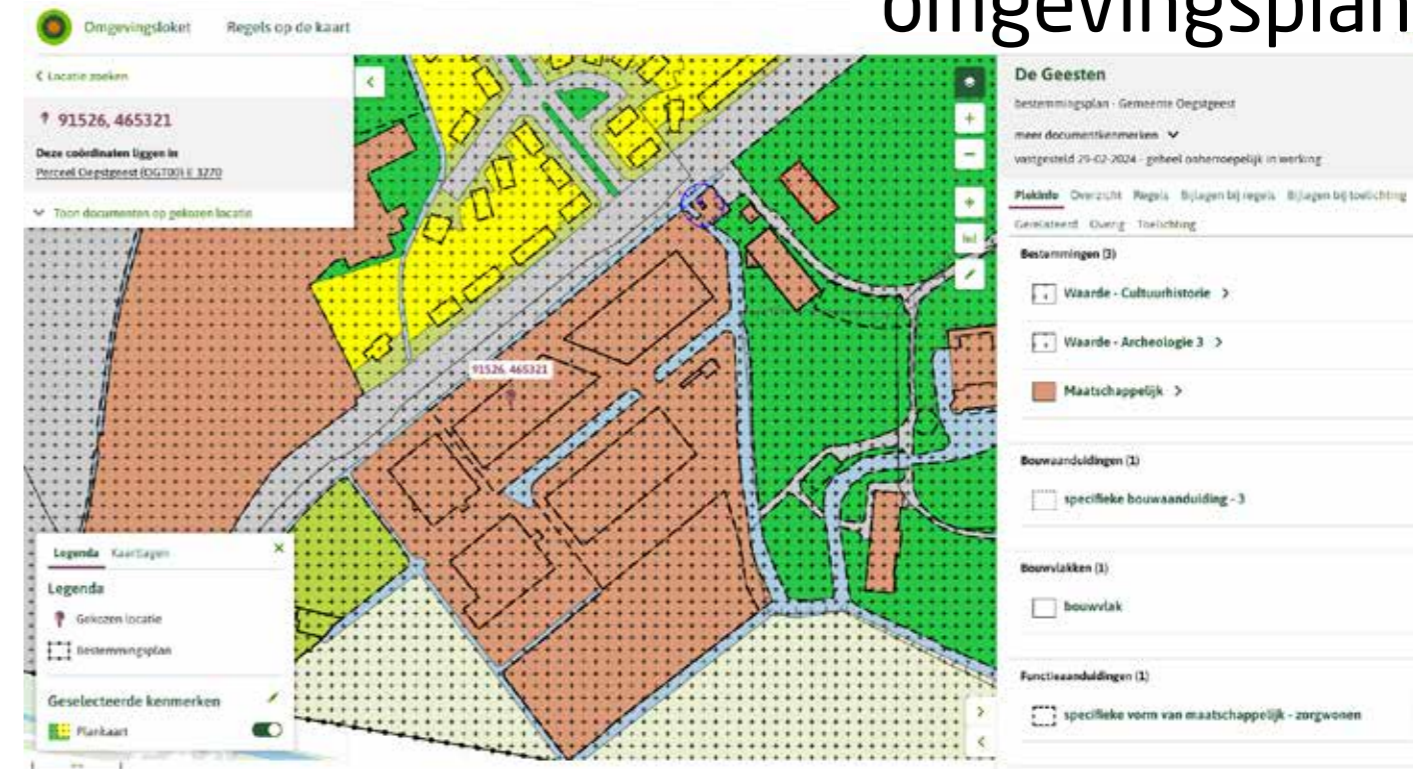 omgevingsplan
Omgevingsloket Regels op de kaart
Locatie zoeken
91526, 465321
Deze coördinaten liggen in
Perceel Oegstgeest (OGT00) E 3270
Toon documenten op gekozen locatie
91526, 465321
Legenda Kaartlagen
Legenda
Gekozen locatie
Bestemmingsplan
Geselecteerde kenmerken
Plankaart
De Geesten
bestemmingsplan - Gemeente Oegstgeest
meer documentkenmerken
vastgesteld 29-02-2024 - geheel onherroepelijk in werking
Plekinfo Overzicht Regels Bijlagen bij regels Bijlagen bij toelichting
Gerelateerd Overig Toelichting
Bestemmingen (3)
Waarde - Cultuurhistorie
Waarde - Archeologie 3
Maatschappelijk
Bouwaanduidingen (1)
specifieke bouwaanduiding - 3
Bouwvlakken (1)
bouwvlak
Functieaanduidingen (1)
specifieke vorm van maatschappelijk - zorgwonen